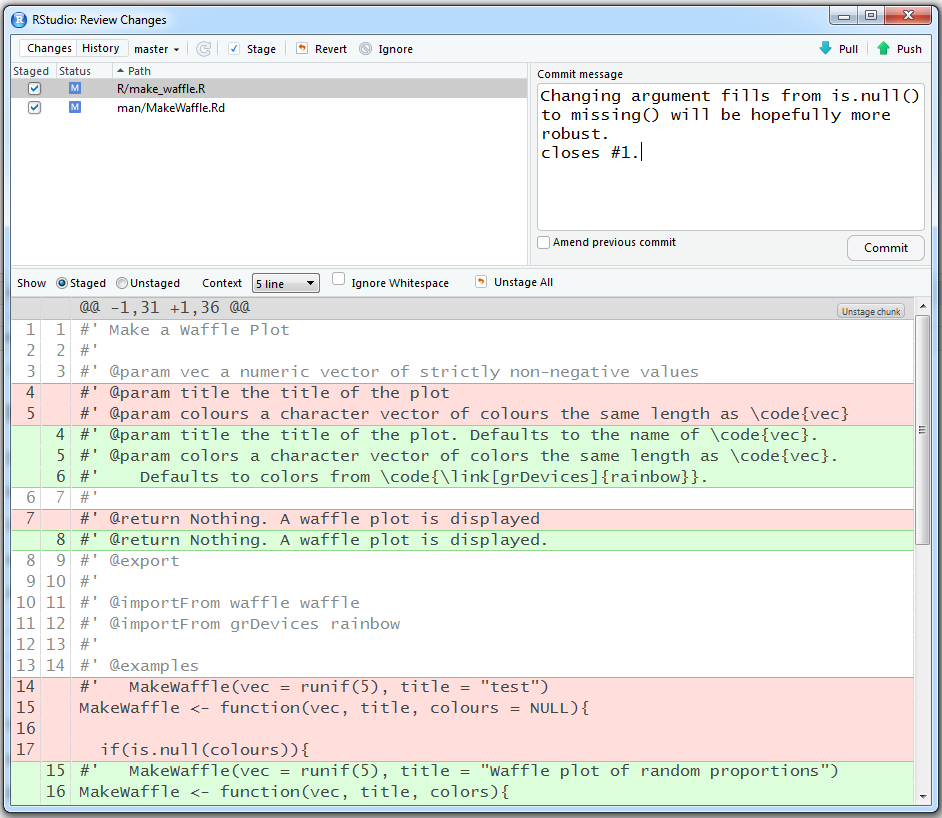 RStudio: Review Changes
Changes History master Stage Revert Ignore Pull Push
Staged Status Path
M R/make_waffle.R
M man/MakeWaffle.Rd
Commit message
Changing argument fills from is.null()
to missing() will be hopefully more
robust.
closes #1.
Amend previous commit
Commit
Show Staged Unstaged Context 5 line Ignore Whitespace Unstage All
@@ -1,31 +1,36 @@ Unstage chunk
1 1 #' Make a Waffle Plot
2 2 #'
3 3 #' @param vec a numeric vector of strictly non-negative values
4 #' @param title the title of the plot
5 #' @param colours a character vector of colours the same length as \code{vec}
4 #' @param title the title of the plot. Defaults to the name of \code{vec}.
5 #' @param colors a character vector of colors the same length as \code{vec}.
6 #'    Defaults to colors from \code{\link[grDevices]{rainbow}}.
6 7 #'
7 #' @return Nothing. A waffle plot is displayed
8 #' @return Nothing. A waffle plot is displayed.
8 9 #' @export
9 10 #'
10 11 #' @importFrom waffle waffle
11 12 #' @importFrom grDevices rainbow
12 13 #'
13 14 #' @examples
14 #'   MakeWaffle(vec = runif(5), title = "test")
15 MakeWaffle <- function(vec, title, colours = NULL){
16
17   if(is.null(colours)){
15 #'   MakeWaffle(vec = runif(5), title = "Waffle plot of random proportions")
16 MakeWaffle <- function(vec, title, colors){